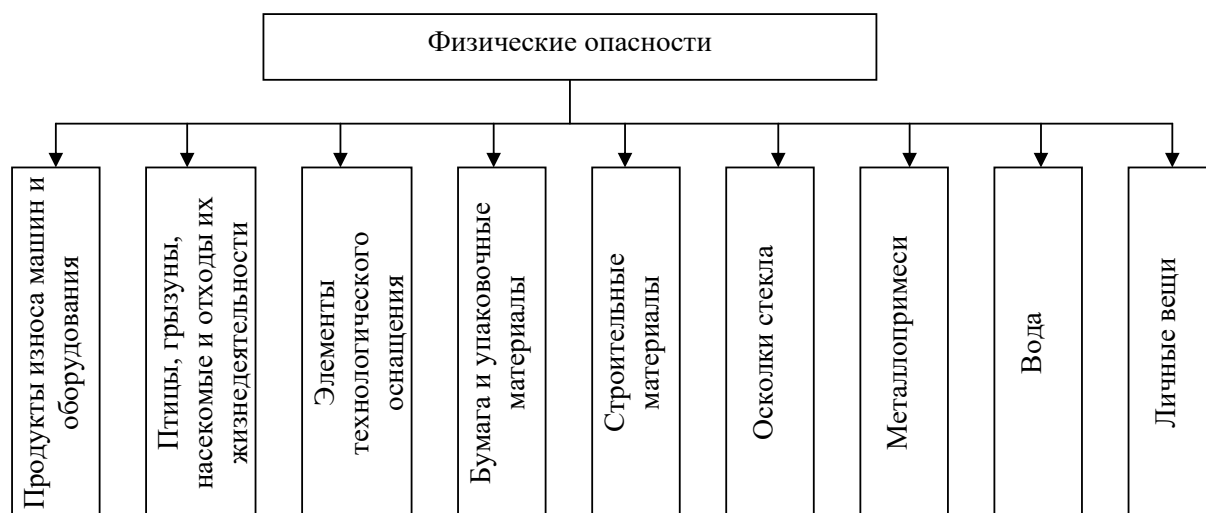 Физические опасности
Продукты износа машин и
оборудования
Птицы, грызуны,
насекомые и отходы их
жизнедеятельности
Элементы
технологического
оснащения
Бумага и упаковочные
материалы
Строительные
материалы
Осколки стекла
Металлопримеси
Вода
Личные вещи